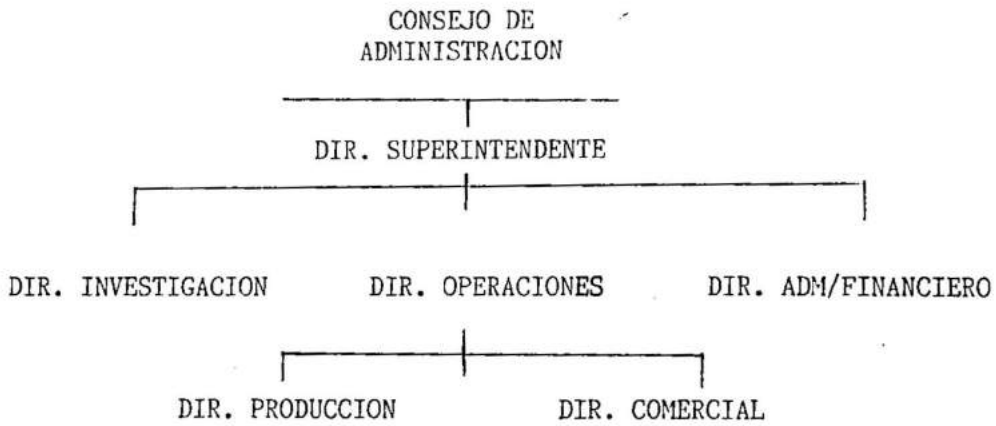 CONSEJO DE
ADMINISTRACION
DIR. SUPERINTENDENTE
DIR. INVESTIGACION
DIR. OPERACIONES
DIR. ADM/FINANCIERO
DIR. PRODUCCION
DIR. COMERCIAL